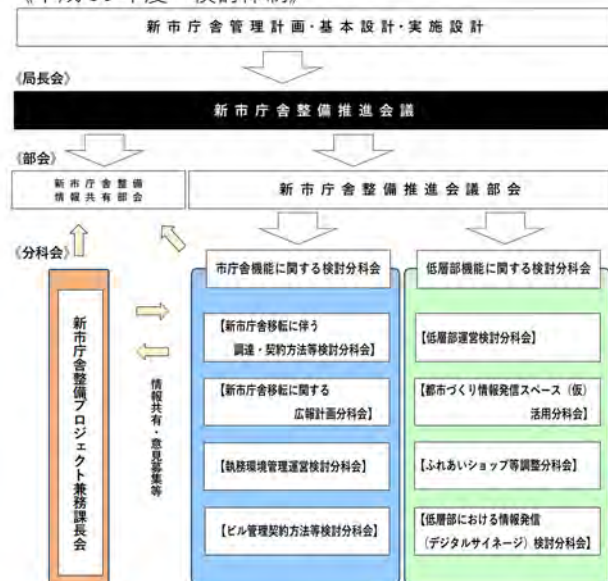 新市庁舎管理計画・基本設計・実施設計
《局長会》
新市庁舎整備推進会議
《部会》
新市庁舎整備
情報共有部会
新市庁舎整備推進会議部会
《分科会》
新市庁舎整備プロジェクト兼務課長会
情報共有・意見募集等
市庁舎機能に関する検討分科会
【新市庁舎移転に伴う
調達・契約方法等検討分科会】
【新市庁舎移転に関する
広報計画分科会】
【執務環境管理運営検討分科会】
【ビル管理契約方法等検討分科会】
低層部機能に関する検討分科会
【低層部運営検討分科会】
【都市づくり情報発信スペース（仮）
活用分科会】
【ふれあいショップ等調整分科会】
【低層部における情報発信
（デジタルサイネージ）検討分科会】